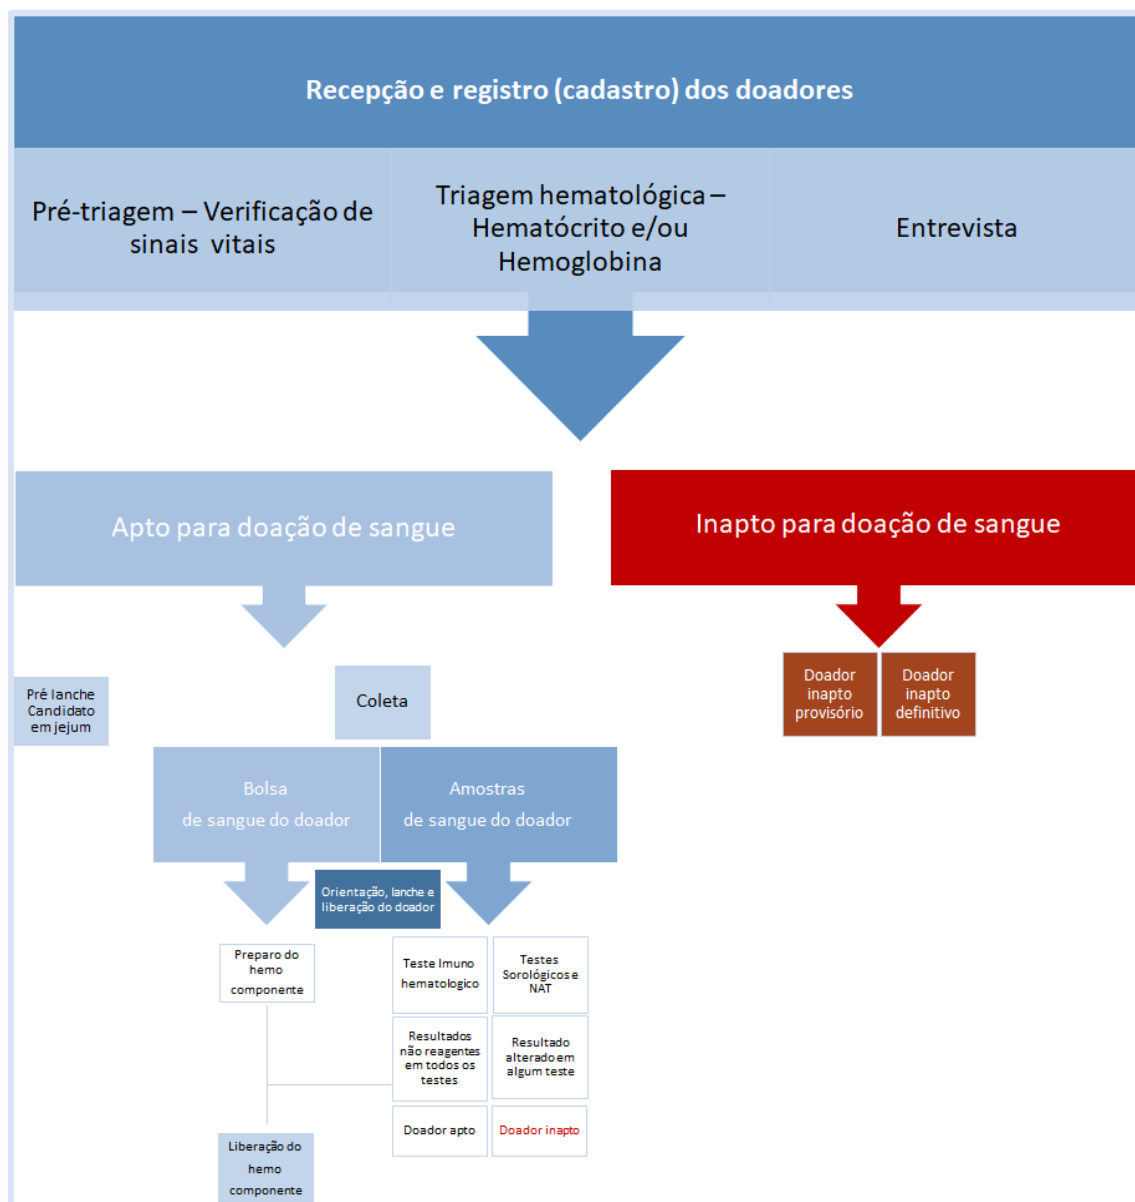 Recepção e registro (cadastro) dos doadores
Pré-triagem – Verificação de
sinais vitais
Triagem hematológica –
Hematócrito e/ou
Hemoglobina
Entrevista
Apto para doação de sangue
Inapto para doação de sangue
Pré lanche
Candidato
em jejum
Coleta
Doador
inapto
provisório
Doador
inapto
definitivo
Bolsa
de sangue do doador
Amostras
de sangue do doador
Orientação, lanche e
liberação do doador
Preparo do
hemo
componente
Teste Imuno
hematologico
Testes
Sorológicos e
NAT
Resultados
não reagentes
em todos os
testes
Resultado
alterado em
algum teste
Doador apto
Doador inapto
Liberação do
hemo
componente